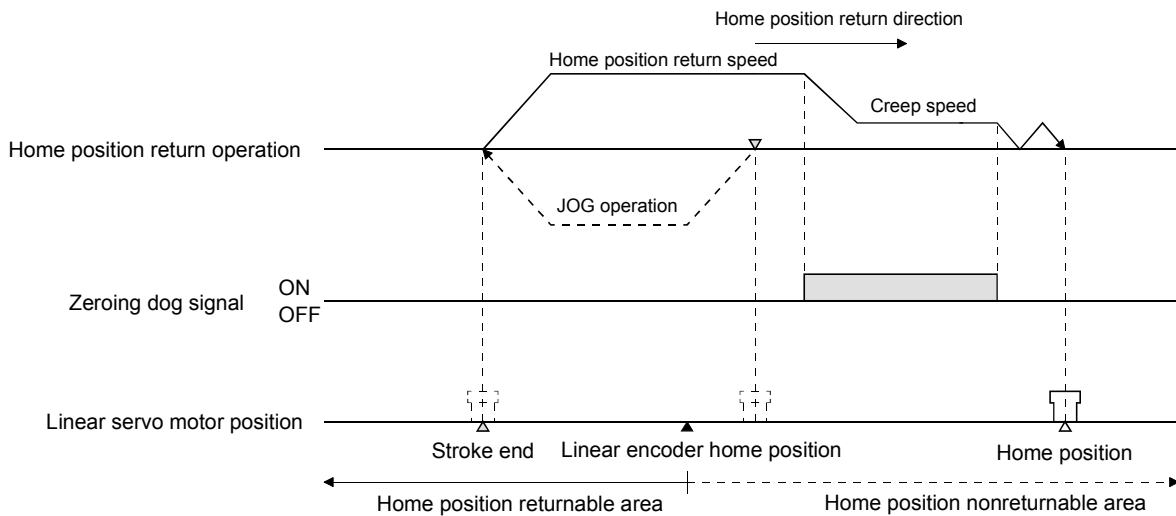 Home position return direction
Home position return speed
Creep speed
Home position return operation
JOG operation
Zeroing dog signal
ON
OFF
Linear servo motor position
Stroke end
Linear encoder home position
Home position
Home position returnable area
Home position nonreturnable area